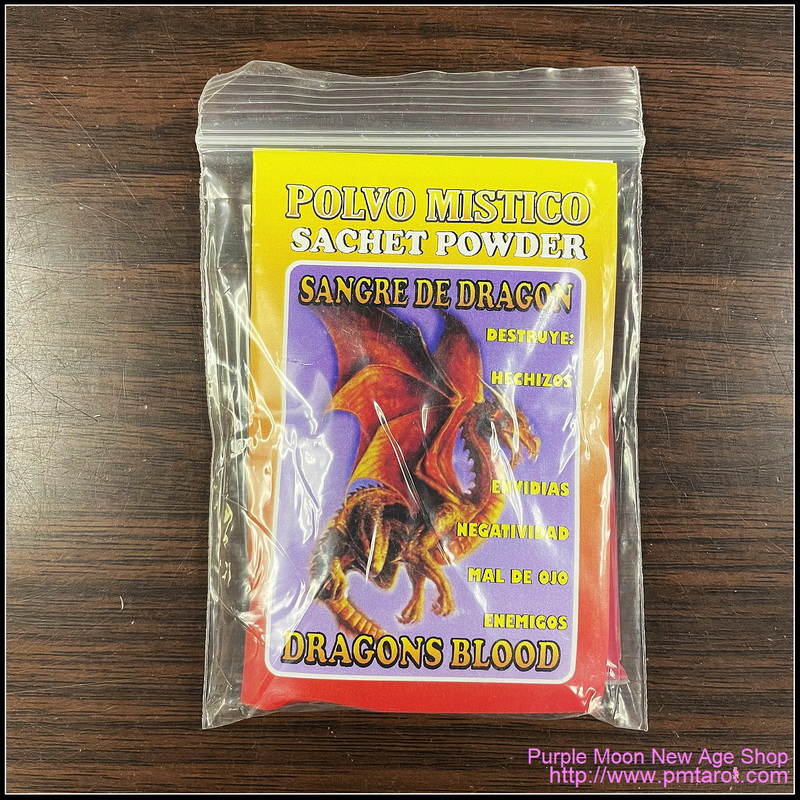 POLVO MISTICO
SACHET POWDER
SANGRE DE DRAGON
DESTRUYE:
HECHIZOS
ENVIDIAS
NEGATIVIDAD
MAL DE OJO
ENEMIGOS
DRAGONS BLOOD
Purple Moon New Age Shop
http://www.pmtarot.com